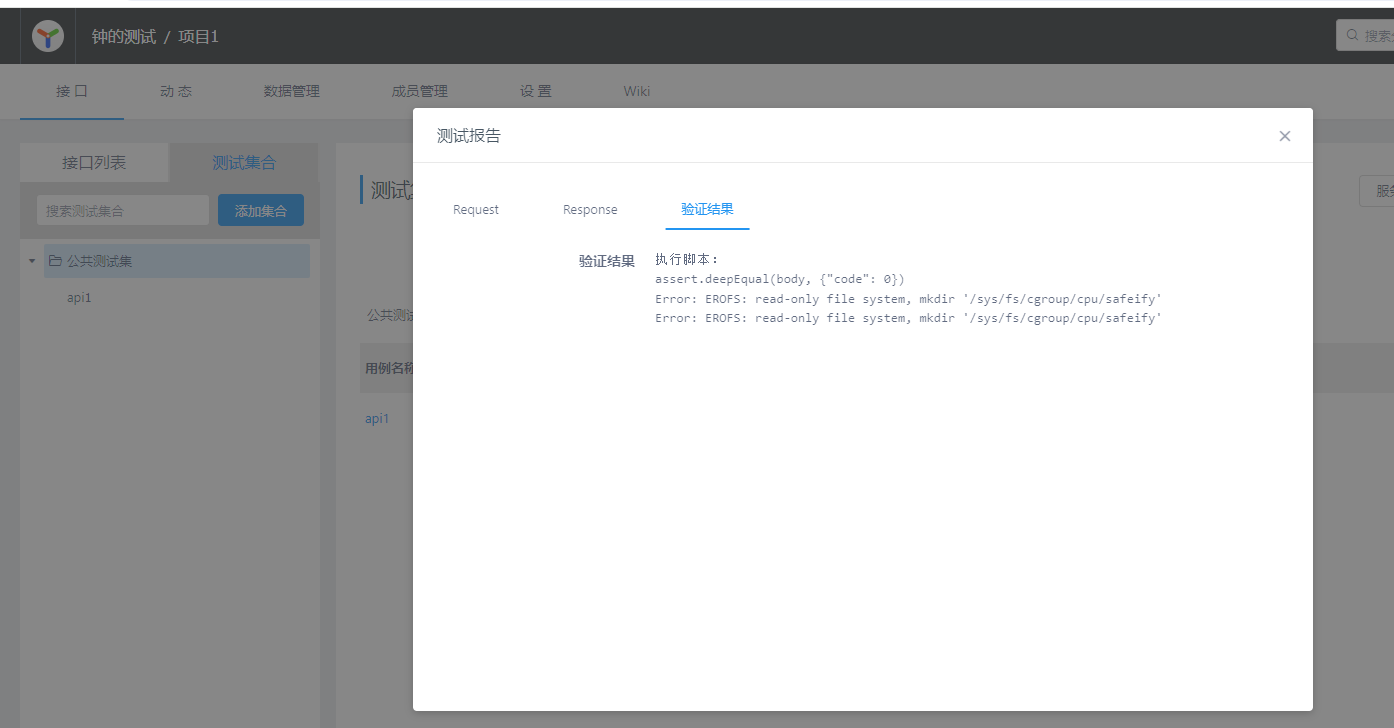 钟的测试 / 项目1
搜索
接 口
动 态
数据管理
成员管理
设 置
Wiki
测试报告
接口列表
测试集合
测试
搜索测试集合
添加集合
服务
Request
Response
验证结果
公共测试集
api1
验证结果
执行脚本：
assert.deepEqual(body, {"code": 0})
Error: EROFS: read-only file system, mkdir '/sys/fs/cgroup/cpu/safeify'
Error: EROFS: read-only file system, mkdir '/sys/fs/cgroup/cpu/safeify'
公共测试
用例名称
api1